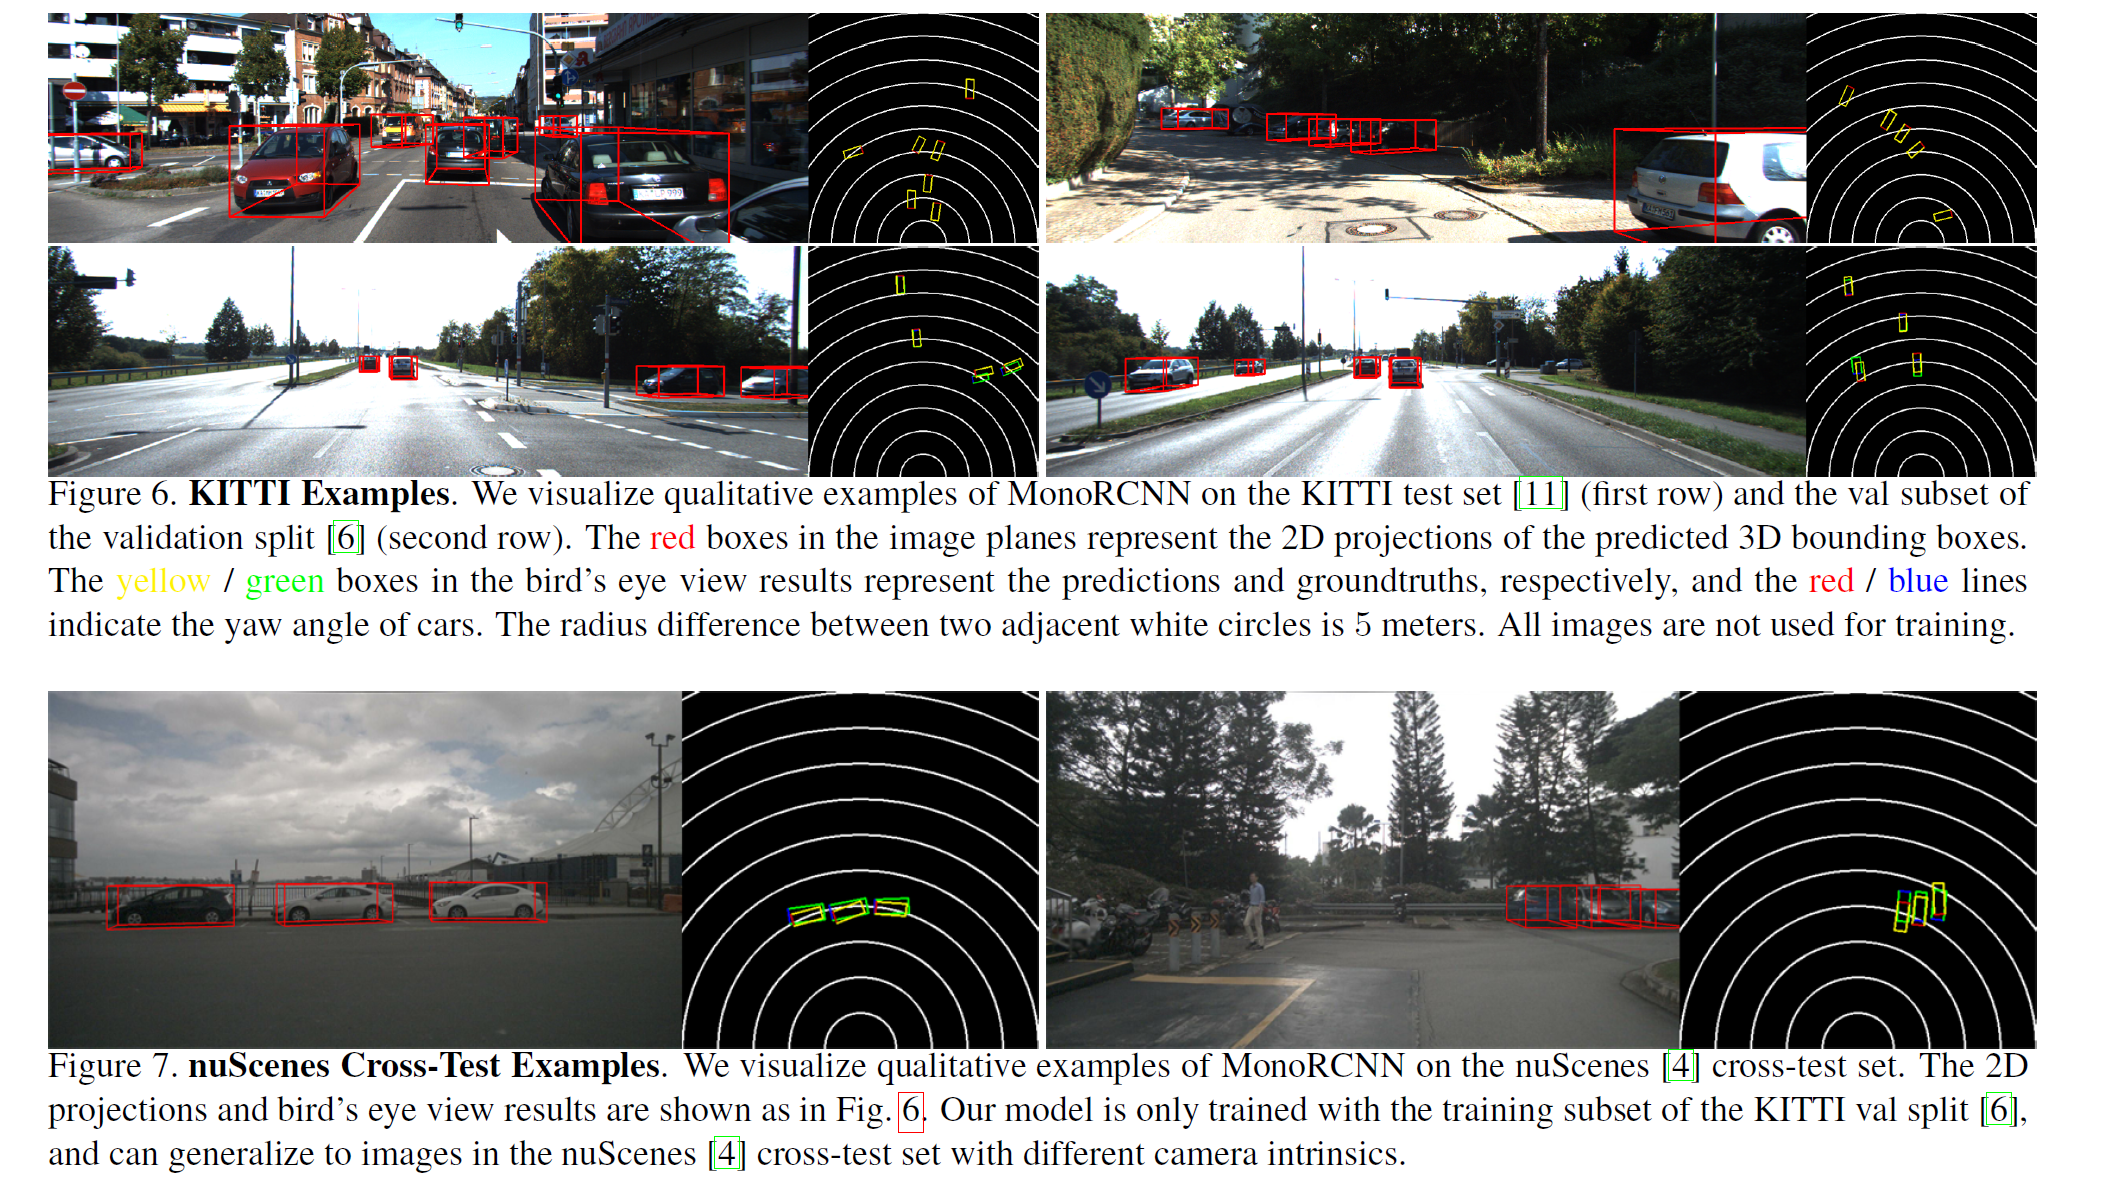 Figure 6. KITTI Examples. We visualize qualitative examples of MonoRCNN on the KITTI test set [11] (first row) and the val subset of
the validation split [6] (second row). The red boxes in the image planes represent the 2D projections of the predicted 3D bounding boxes.
The yellow / green boxes in the bird's eye view results represent the predictions and groundtruths, respectively, and the red / blue lines
indicate the yaw angle of cars. The radius difference between two adjacent white circles is 5 meters. All images are not used for training.
Figure 7. nuScenes Cross-Test Examples. We visualize qualitative examples of MonoRCNN on the nuScenes [4] cross-test set. The 2D
projections and bird's eye view results are shown as in Fig. 6. Our model is only trained with the training subset of the KITTI val split [6],
and can generalize to images in the nuScenes [4] cross-test set with different camera intrinsics.